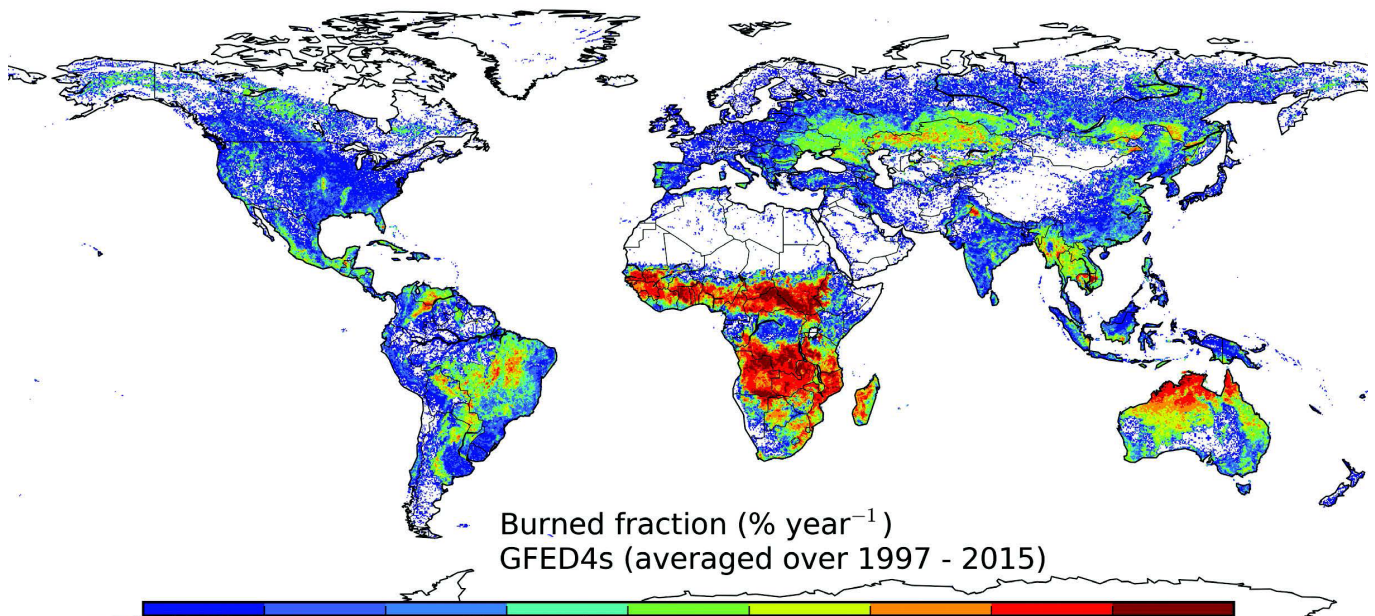 Burned fraction (% year⁻¹)
GFED4s (averaged over 1997 - 2015)